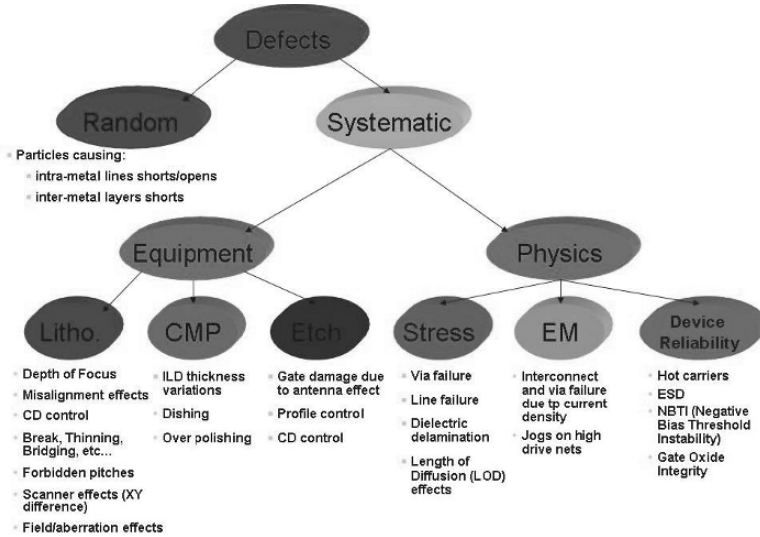 Defects
Random
Systematic
Particles causing:
intra-metal lines shorts/opens
inter-metal layers shorts
Equipment
Physics
Litho.
CMP
Etch
Stress
EM
Device
Reliability
Depth of Focus
Misalignment effects
CD control
Break, Thinning,
Bridging, etc...
Forbidden pitches
Scanner effects (XY
difference)
Field/aberration effects
ILD thickness
variations
Dishing
Over polishing
Gate damage due
to antenna effect
Profile control
CD control
Via failure
Line failure
Dielectric
delamination
Length of
Diffusion (LOD)
effects
Interconnect
and via failure
due tp current
density
Jogs on high
drive nets
Hot carriers
ESD
NBTI (Negative
Bias Threshold
Instability)
Gate Oxide
Integrity